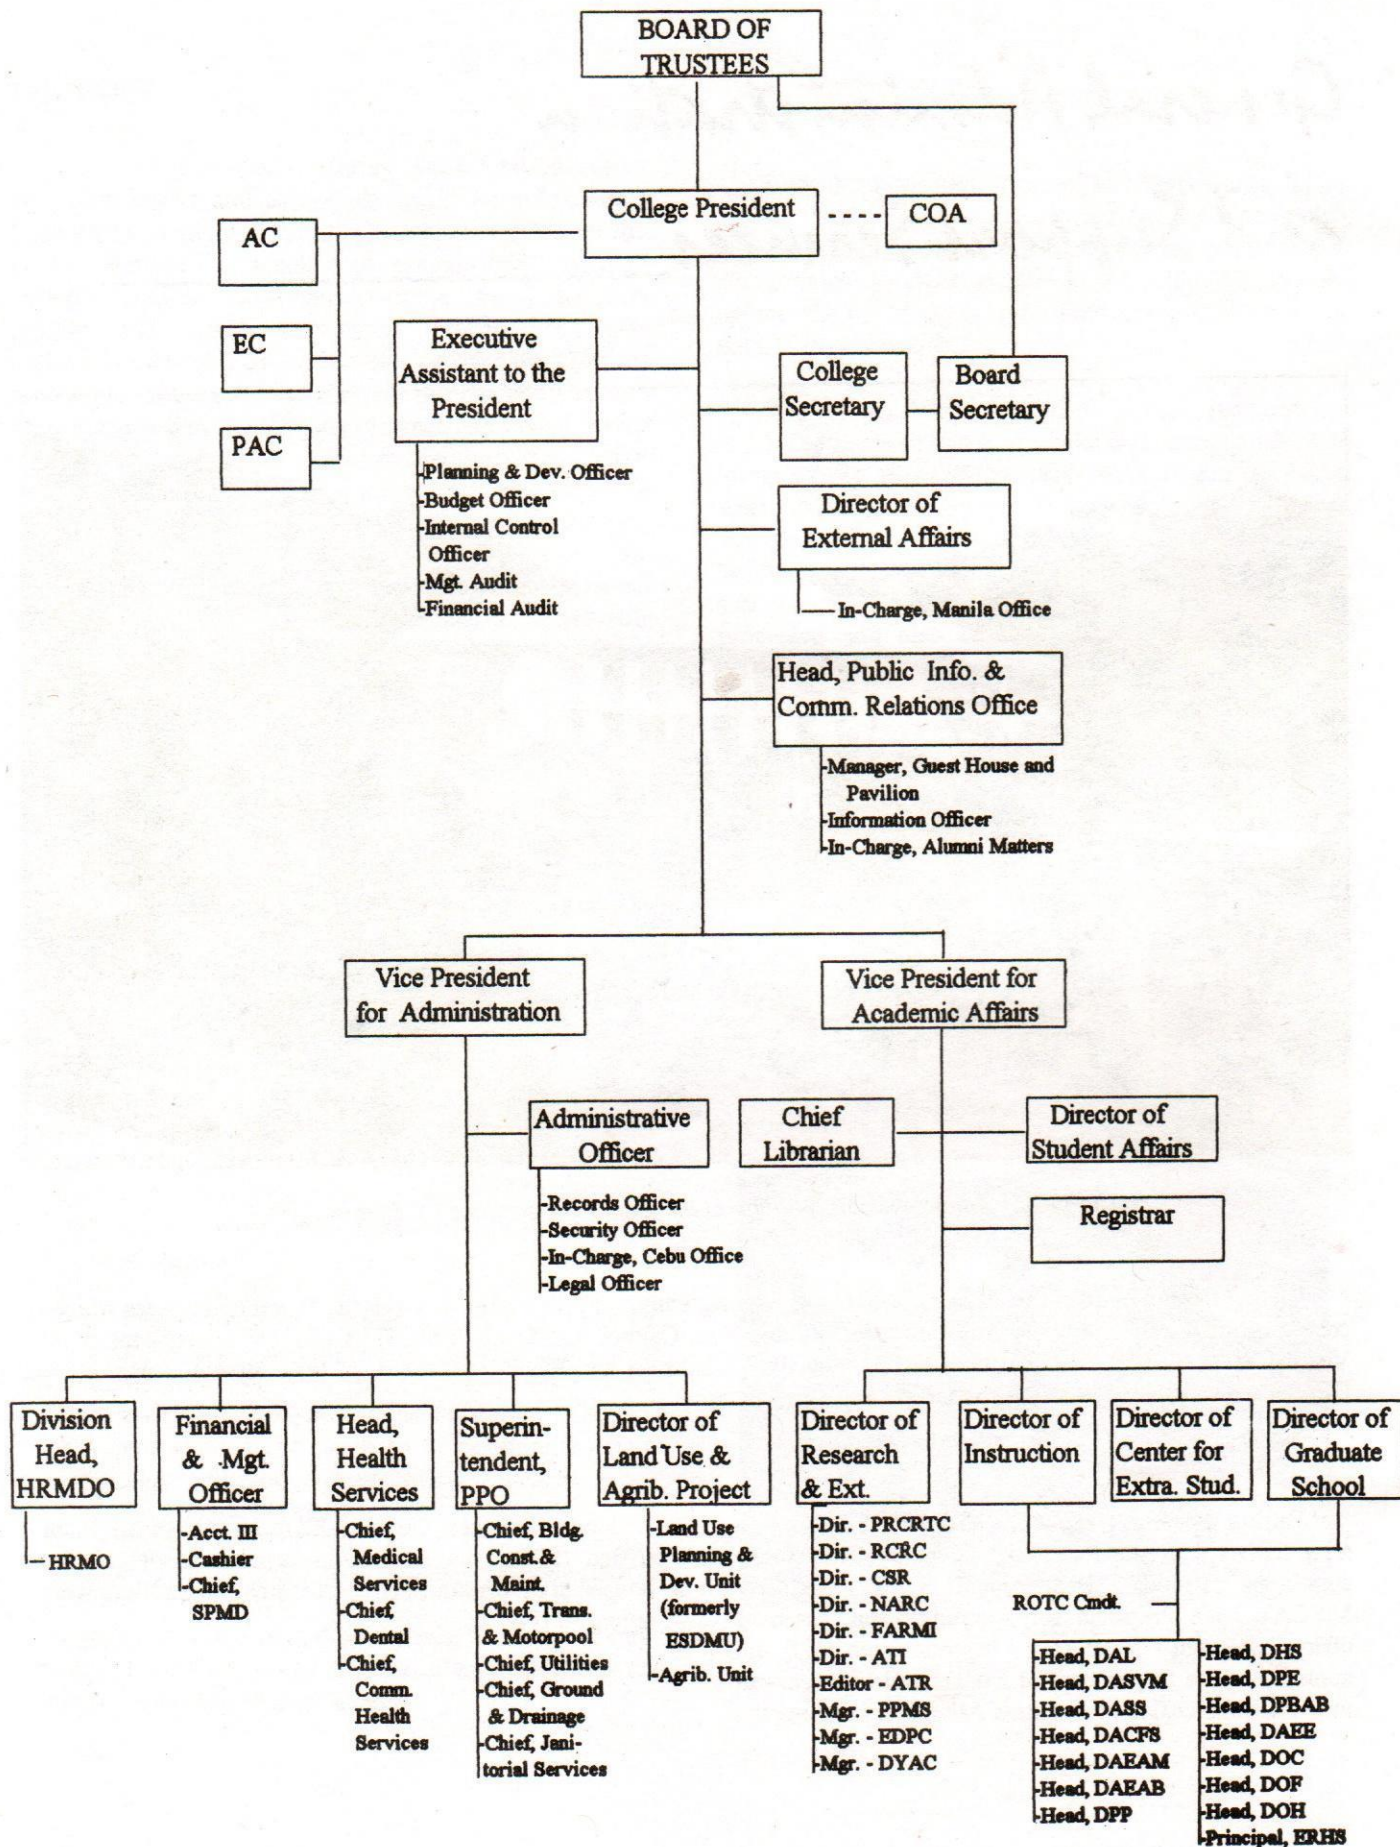 BOARD OF
TRUSTEES
College President
---- COA
AC
EC
PAC
Executive
Assistant to the
President
-Planning & Dev. Officer
-Budget Officer
-Internal Control
Officer
-Mgt. Audit
-Financial Audit
College
Secretary
Board
Secretary
Director of
External Affairs
In-Charge, Manila Office
Head, Public Info. &
Comm. Relations Office
-Manager, Guest House and
Pavilion
-Information Officer
-In-Charge, Alumni Matters
Vice President
for Administration
Vice President for
Academic Affairs
Administrative
Officer
-Records Officer
-Security Officer
-In-Charge, Cebu Office
-Legal Officer
Chief
Librarian
Director of
Student Affairs
Registrar
Division
Head,
HRMDO
HRMO
Financial
& Mgt.
Officer
-Acct. III
-Cashier
-Chief,
SPMD
Head,
Health
Services
-Chief,
Medical
Services
-Chief,
Dental
-Chief,
Comm.
Health
Services
Superin-
tendent,
PPO
-Chief, Bldg.
Const.&
Maint.
-Chief, Trans.
& Motorpool
-Chief, Utilities
-Chief, Ground
& Drainage
-Chief, Jani-
torial Services
Director of
Land Use &
Agrib. Project
-Land Use
Planning &
Dev. Unit
(formerly
ESDMU)
-Agrib. Unit
Director of
Research
& Ext.
-Dir. - PRCRTC
-Dir. - RCRC
-Dir. - CSR
-Dir. - NARC
-Dir. - FARMI
-Dir. - ATI
-Editor - ATR
-Mgr. - PPMS
-Mgr. - EDPC
-Mgr. - DYAC
Director of
Instruction
Director of
Center for
Extra. Stud.
Director of
Graduate
School
ROTC Cmdt.
-Head, DAL
-Head, DASVM
-Head, DASS
-Head, DACFS
-Head, DAEAM
-Head, DAEAB
-Head, DPP
-Head, DHS
-Head, DPE
-Head, DPBAB
-Head, DAEE
-Head, DOC
-Head, DOF
-Head, DOH
-Principal, ERHS